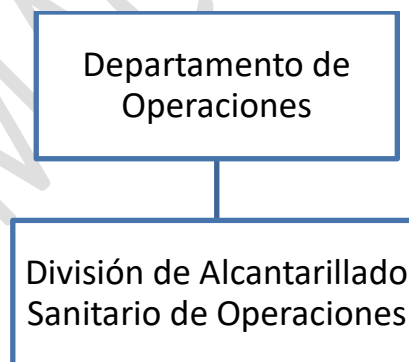 Departamento de
Operaciones
División de Alcantarillado
Sanitario de Operaciones